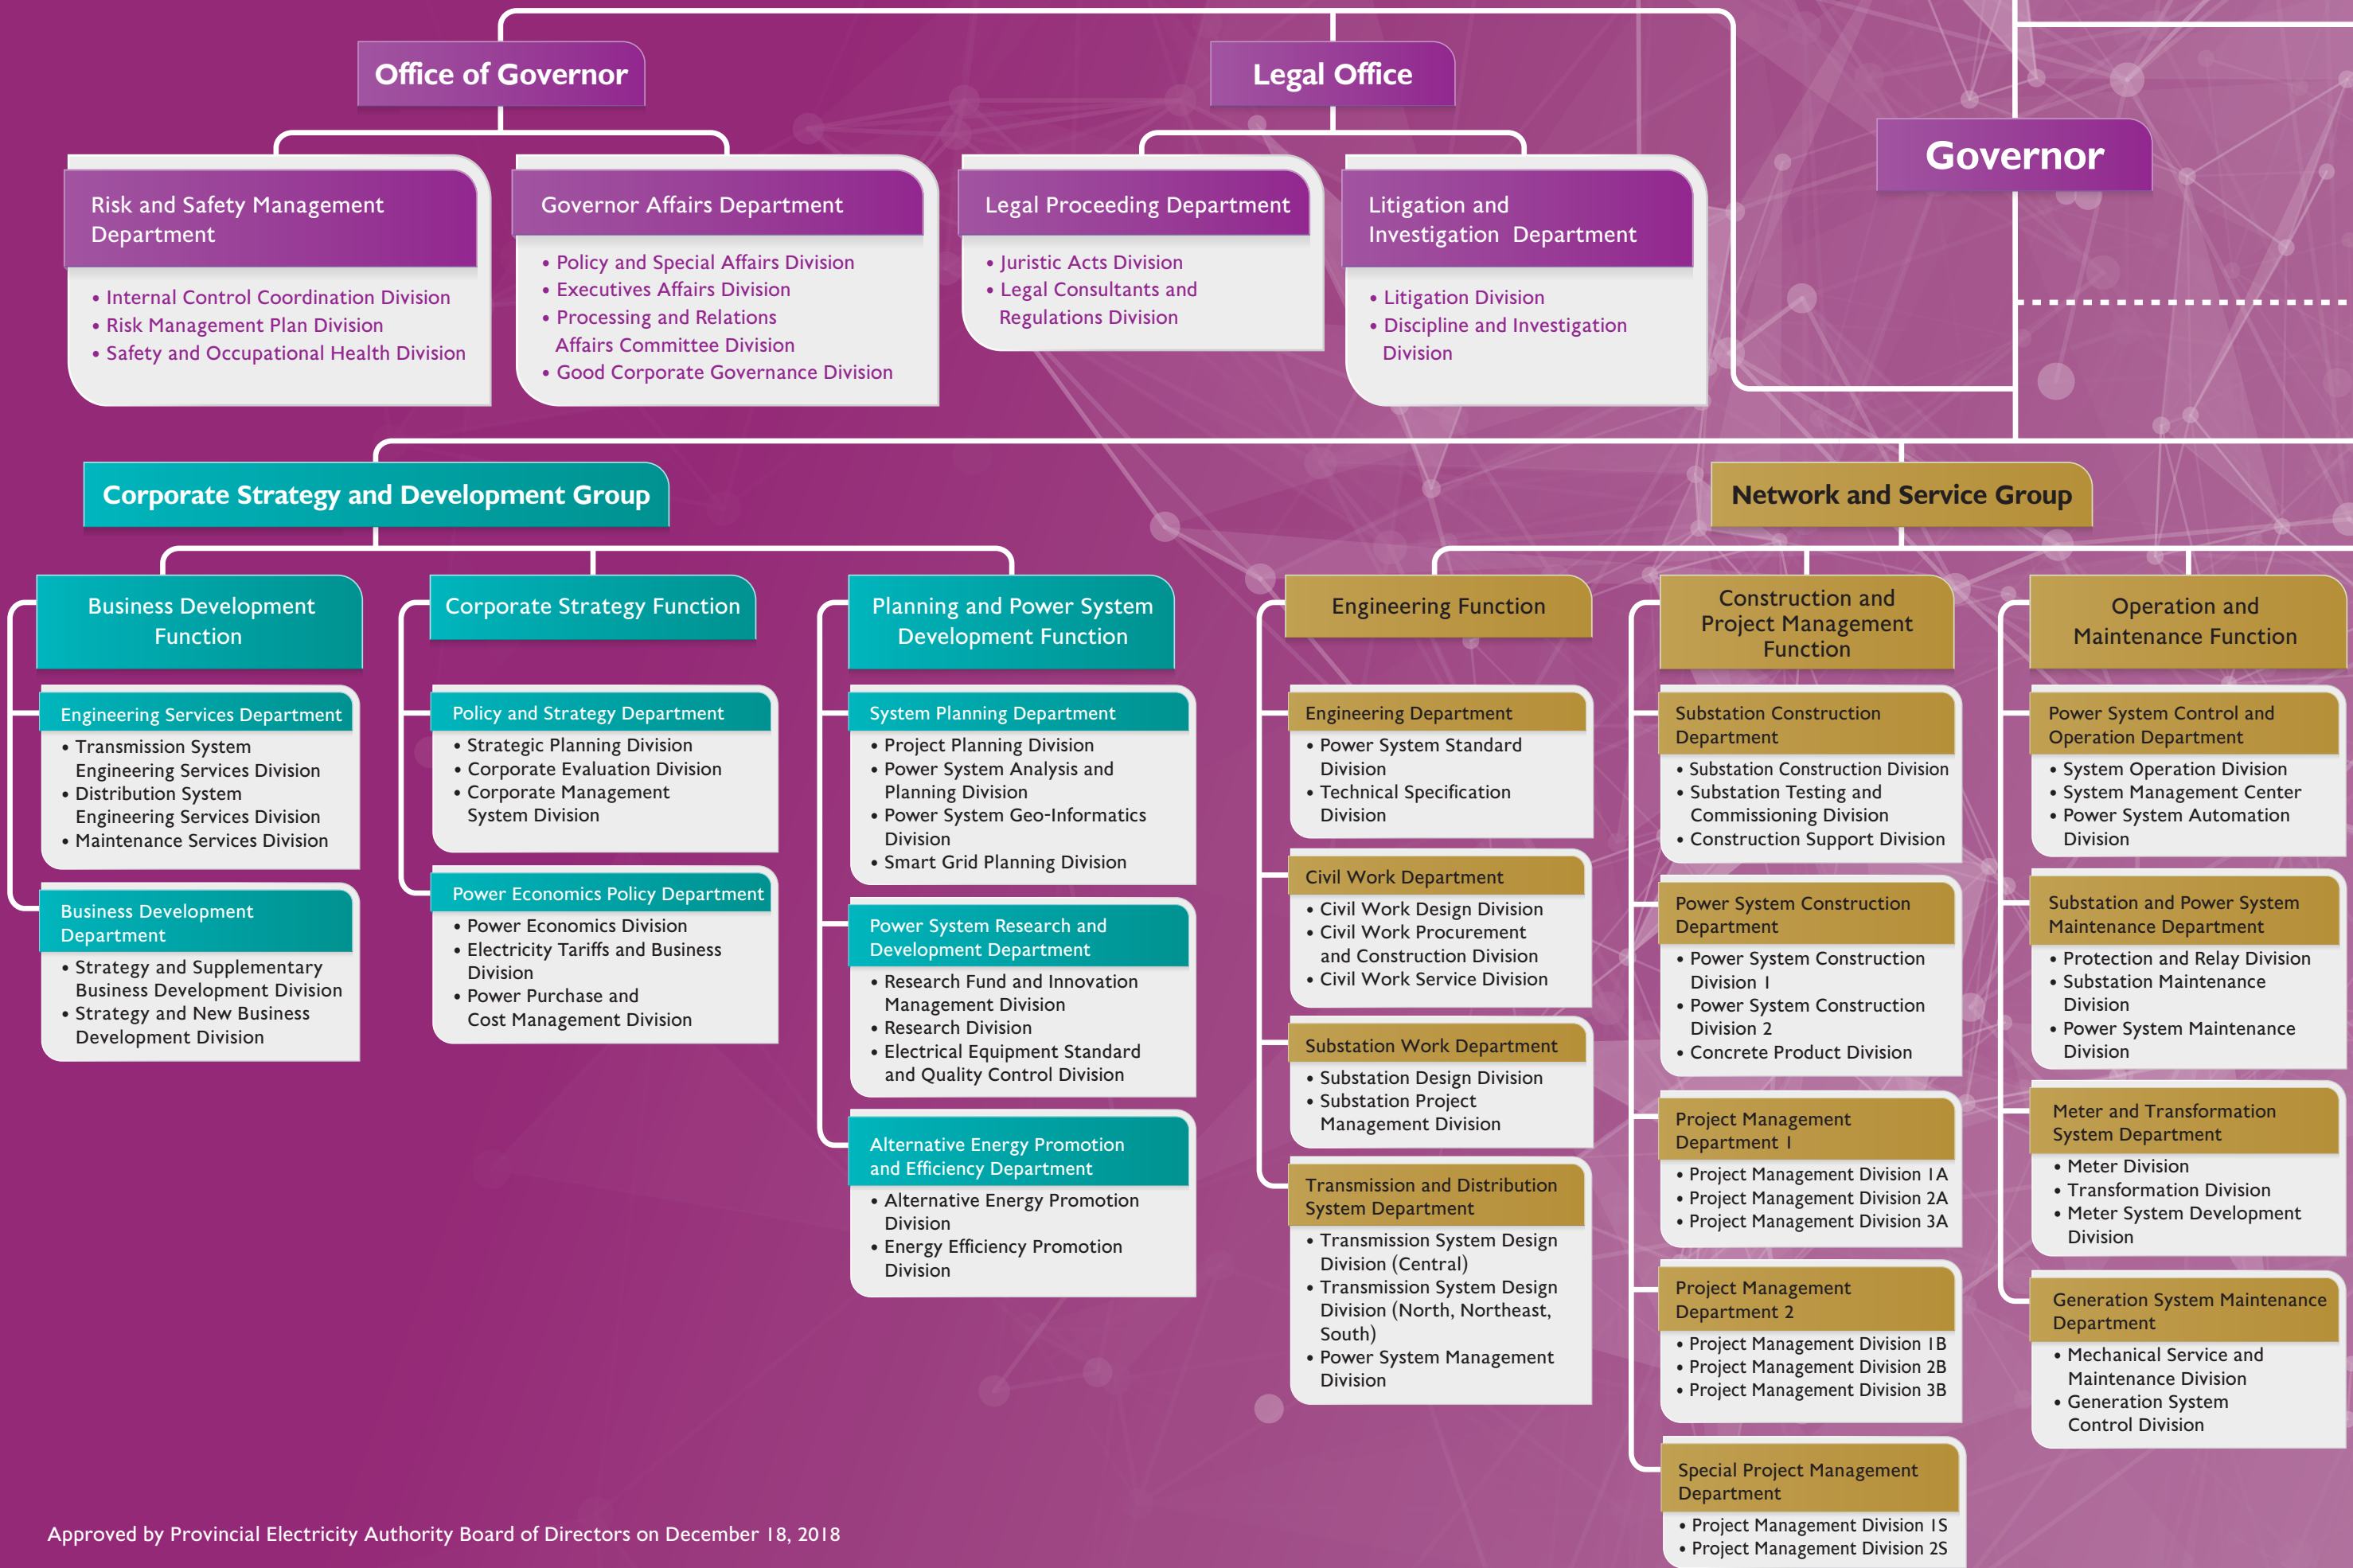 Office of Governor
Legal Office
Governor
Risk and Safety Management
Department
• Internal Control Coordination Division
• Risk Management Plan Division
• Safety and Occupational Health Division
Governor Affairs Department
• Policy and Special Affairs Division
• Executives Affairs Division
• Processing and Relations
Affairs Committee Division
• Good Corporate Governance Division
Legal Proceeding Department
• Juristic Acts Division
• Legal Consultants and
Regulations Division
Litigation and
Investigation Department
• Litigation Division
• Discipline and Investigation
Division
Corporate Strategy and Development Group
Business Development
Function
Engineering Services Department
• Transmission System
Engineering Services Division
• Distribution System
Engineering Services Division
• Maintenance Services Division
Business Development
Department
• Strategy and Supplementary
Business Development Division
• Strategy and New Business
Development Division
Corporate Strategy Function
Policy and Strategy Department
• Strategic Planning Division
• Corporate Evaluation Division
• Corporate Management
System Division
Power Economics Policy Department
• Power Economics Division
• Electricity Tariffs and Business
Division
• Power Purchase and
Cost Management Division
Planning and Power System
Development Function
System Planning Department
• Project Planning Division
• Power System Analysis and
Planning Division
• Power System Geo-Informatics
Division
• Smart Grid Planning Division
Power System Research and
Development Department
• Research Fund and Innovation
Management Division
• Research Division
• Electrical Equipment Standard
and Quality Control Division
Alternative Energy Promotion
and Efficiency Department
• Alternative Energy Promotion
Division
• Energy Efficiency Promotion
Division
Network and Service Group
Engineering Function
Engineering Department
• Power System Standard
Division
• Technical Specification
Division
Civil Work Department
• Civil Work Design Division
• Civil Work Procurement
and Construction Division
• Civil Work Service Division
Substation Work Department
• Substation Design Division
• Substation Project
Management Division
Transmission and Distribution
System Department
• Transmission System Design
Division (Central)
• Transmission System Design
Division (North, Northeast,
South)
• Power System Management
Division
Construction and
Project Management
Function
Substation Construction
Department
• Substation Construction Division
• Substation Testing and
Commissioning Division
• Construction Support Division
Power System Construction
Department
• Power System Construction
Division 1
• Power System Construction
Division 2
• Concrete Product Division
Project Management
Department 1
• Project Management Division 1A
• Project Management Division 2A
• Project Management Division 3A
Project Management
Department 2
• Project Management Division 1B
• Project Management Division 2B
• Project Management Division 3B
Special Project Management
Department
• Project Management Division 1S
• Project Management Division 2S
Operation and
Maintenance Function
Power System Control and
Operation Department
• System Operation Division
• System Management Center
• Power System Automation
Division
Substation and Power System
Maintenance Department
• Protection and Relay Division
• Substation Maintenance
Division
• Power System Maintenance
Division
Meter and Transformation
System Department
• Meter Division
• Transformation Division
• Meter System Development
Division
Generation System Maintenance
Department
• Mechanical Service and
Maintenance Division
• Generation System
Control Division
Approved by Provincial Electricity Authority Board of Directors on December 18, 2018